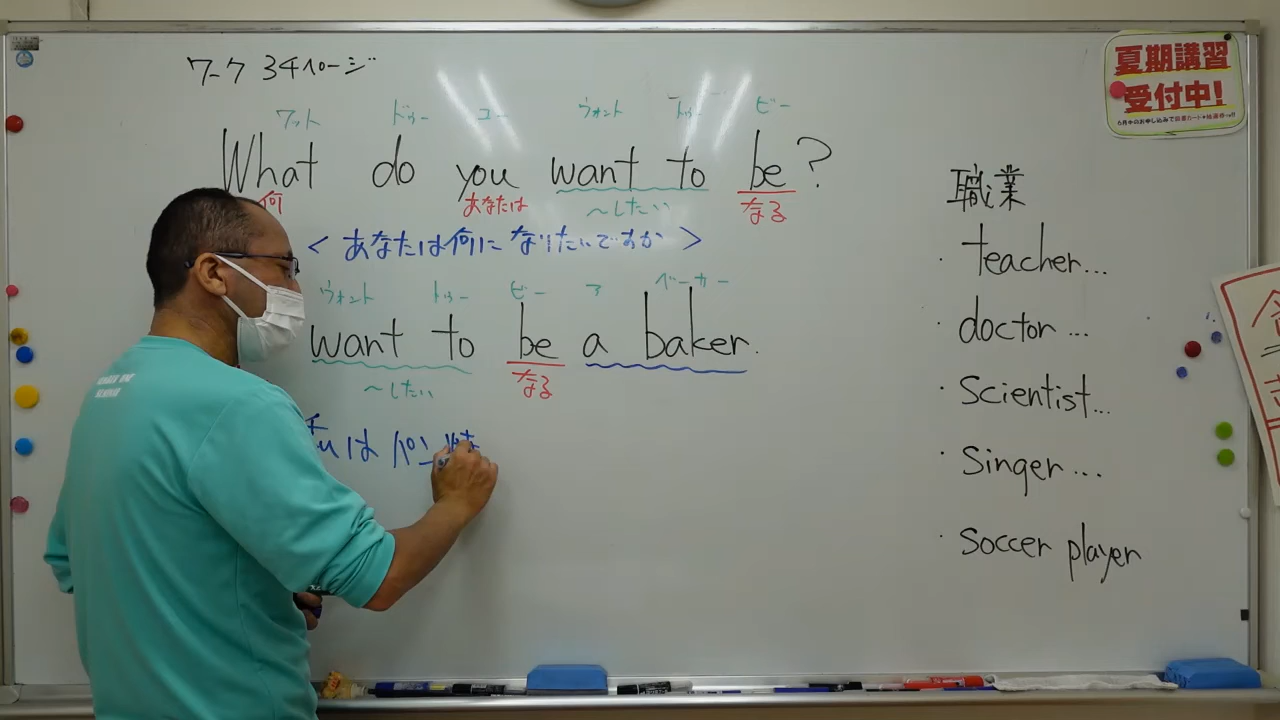 ワーク 34ページ
夏期講習
受付中!
ワット ドゥー ユー ウォント トゥー ビー
What do you want to be?
何 あなたは ～したい なる
<あなたは何になりたいですか>
職業
ウォント トゥー ビー ア ベーカー
want to be a baker.
～したい なる
私は パン
・teacher...
・doctor...
・scientist...
・singer...
・soccer player